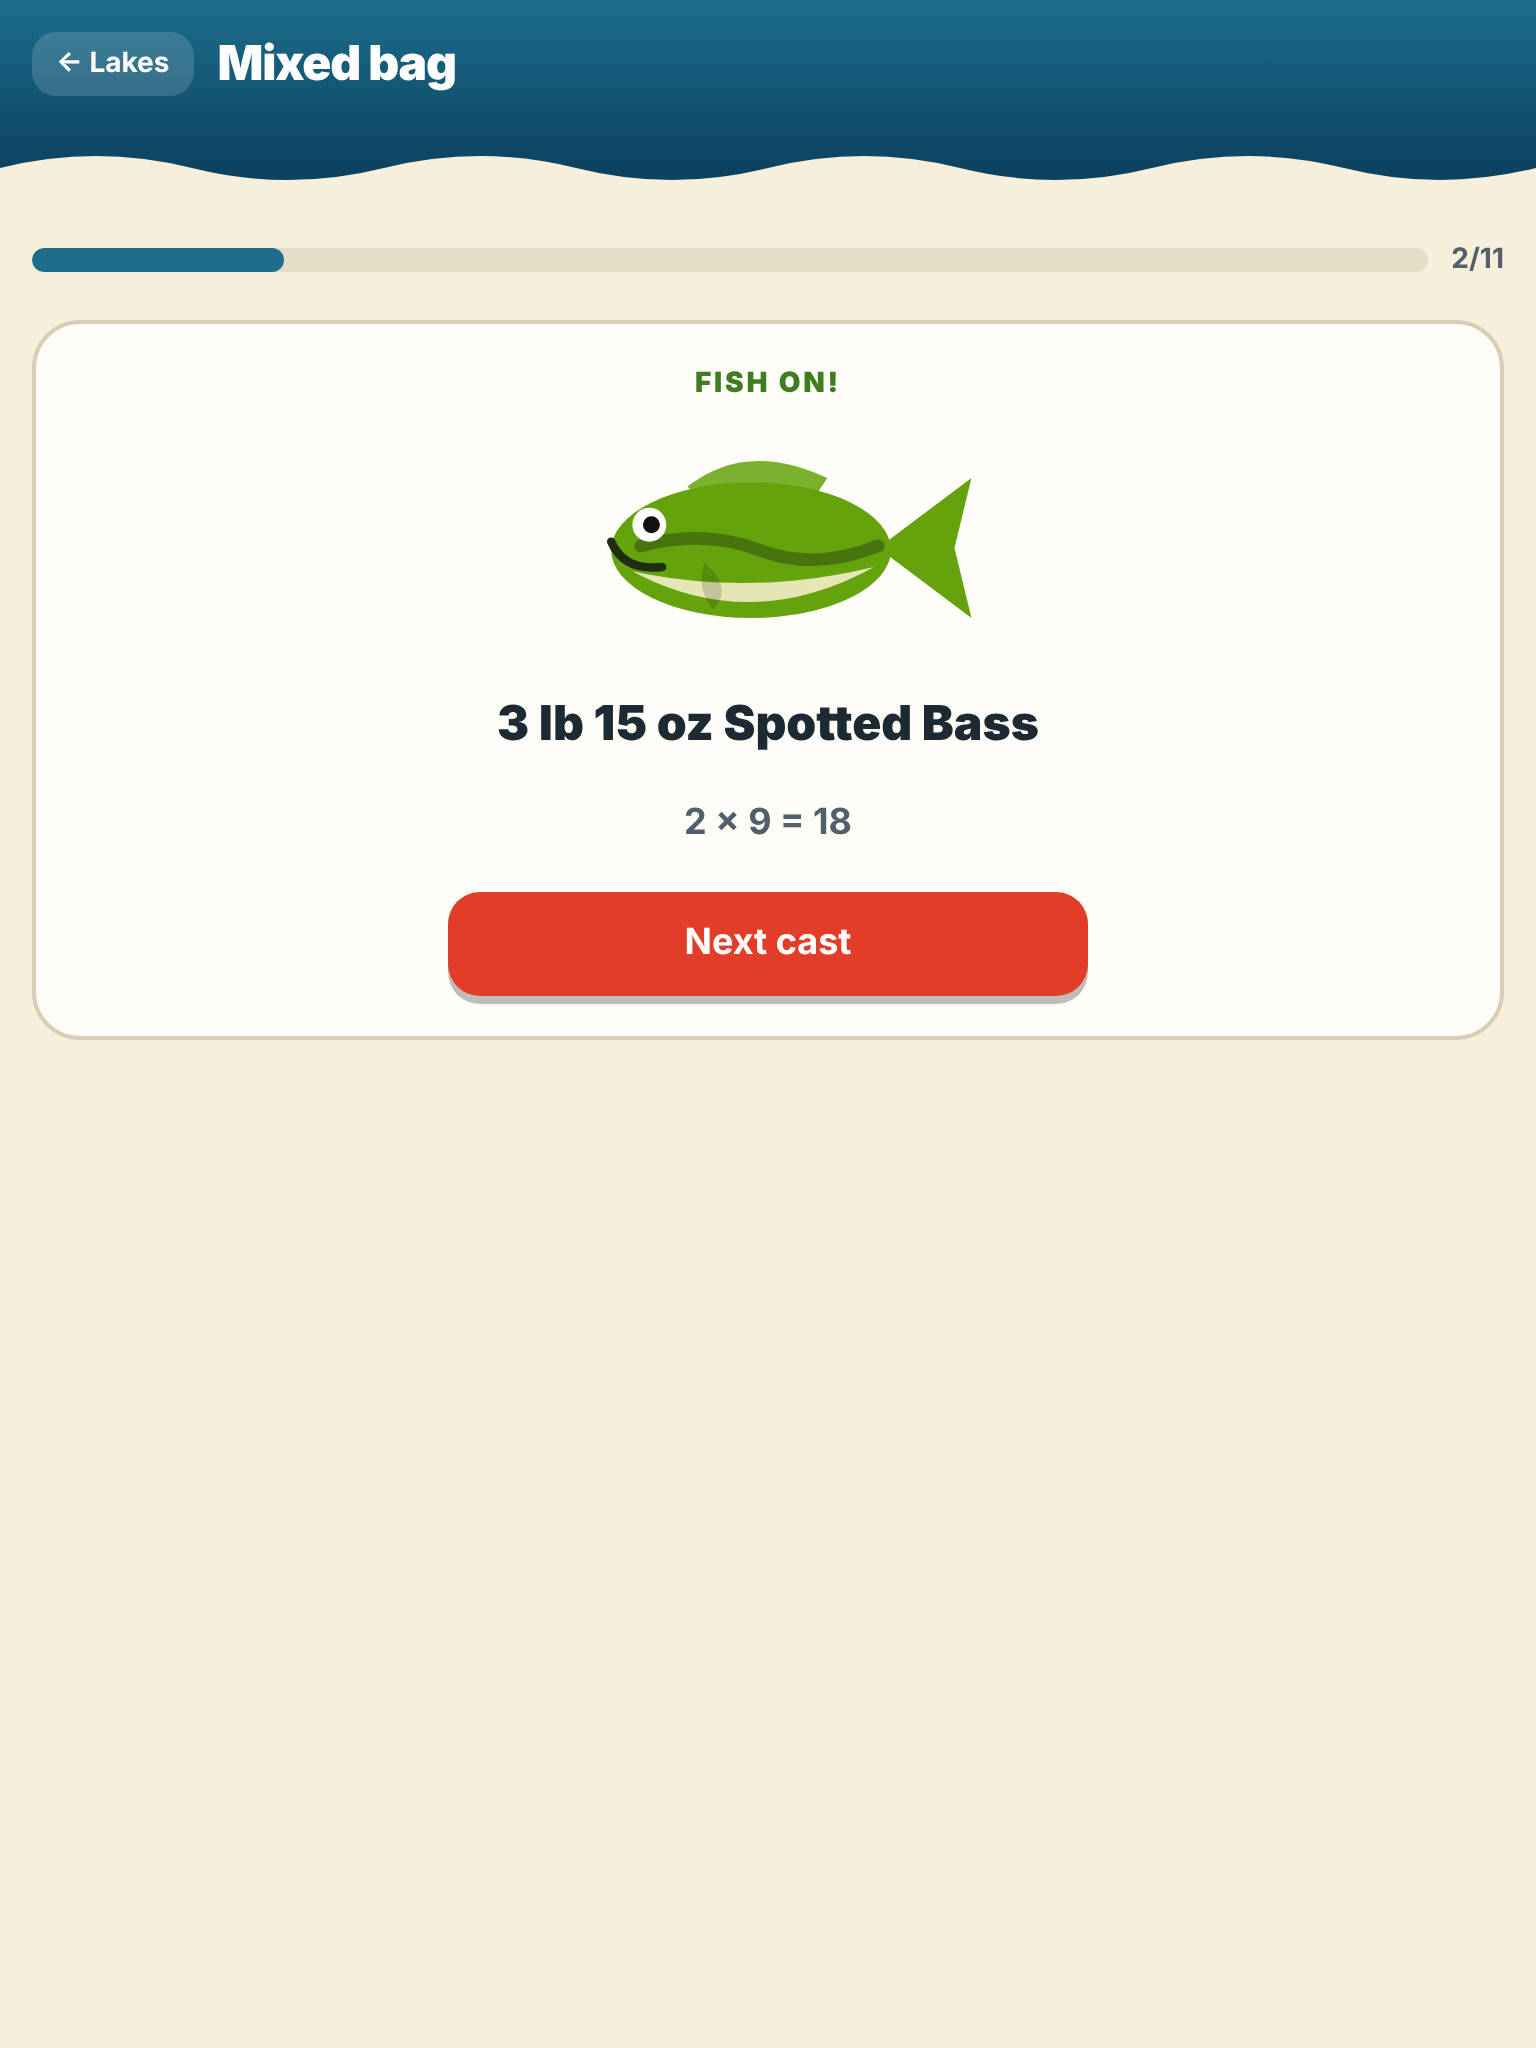 ← Lakes
Mixed bag
2/11
FISH ON!
3 lb 15 oz Spotted Bass
2 × 9 = 18
Next cast